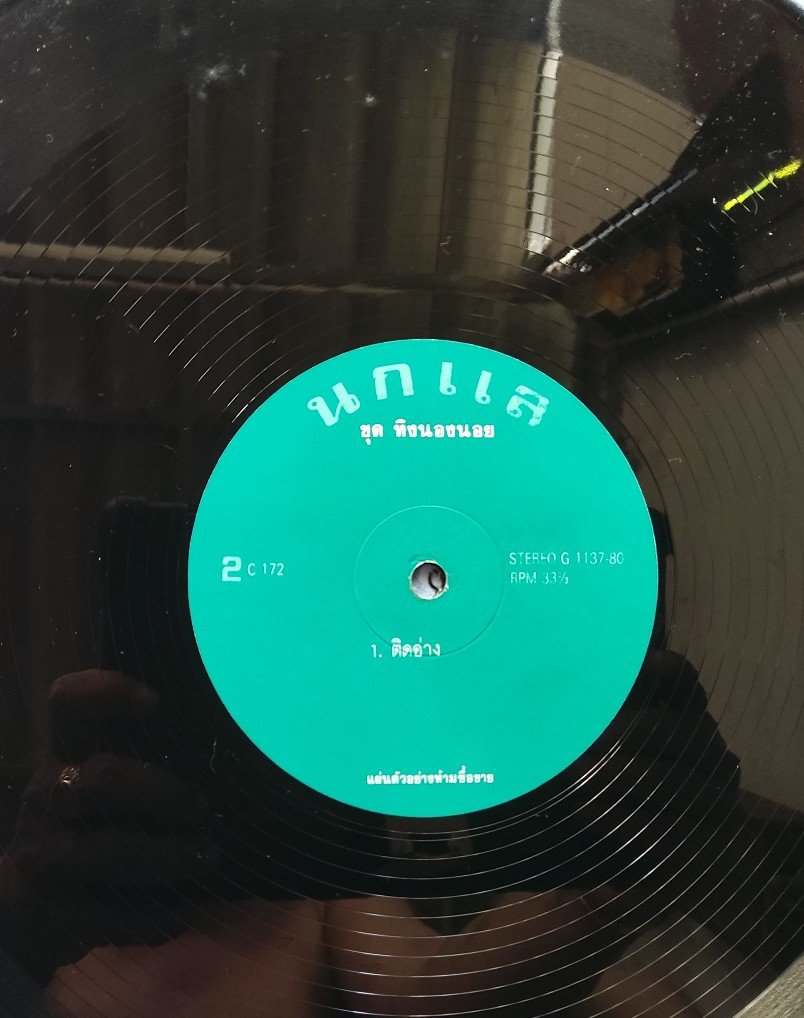 นกแล
ชุด ทิงนองนอย
2 C 172
STEREO G 1137-80
RPM 33⅓
1. ติดอ่าง
แผ่นตัวอย่างห้ามซื้อขาย